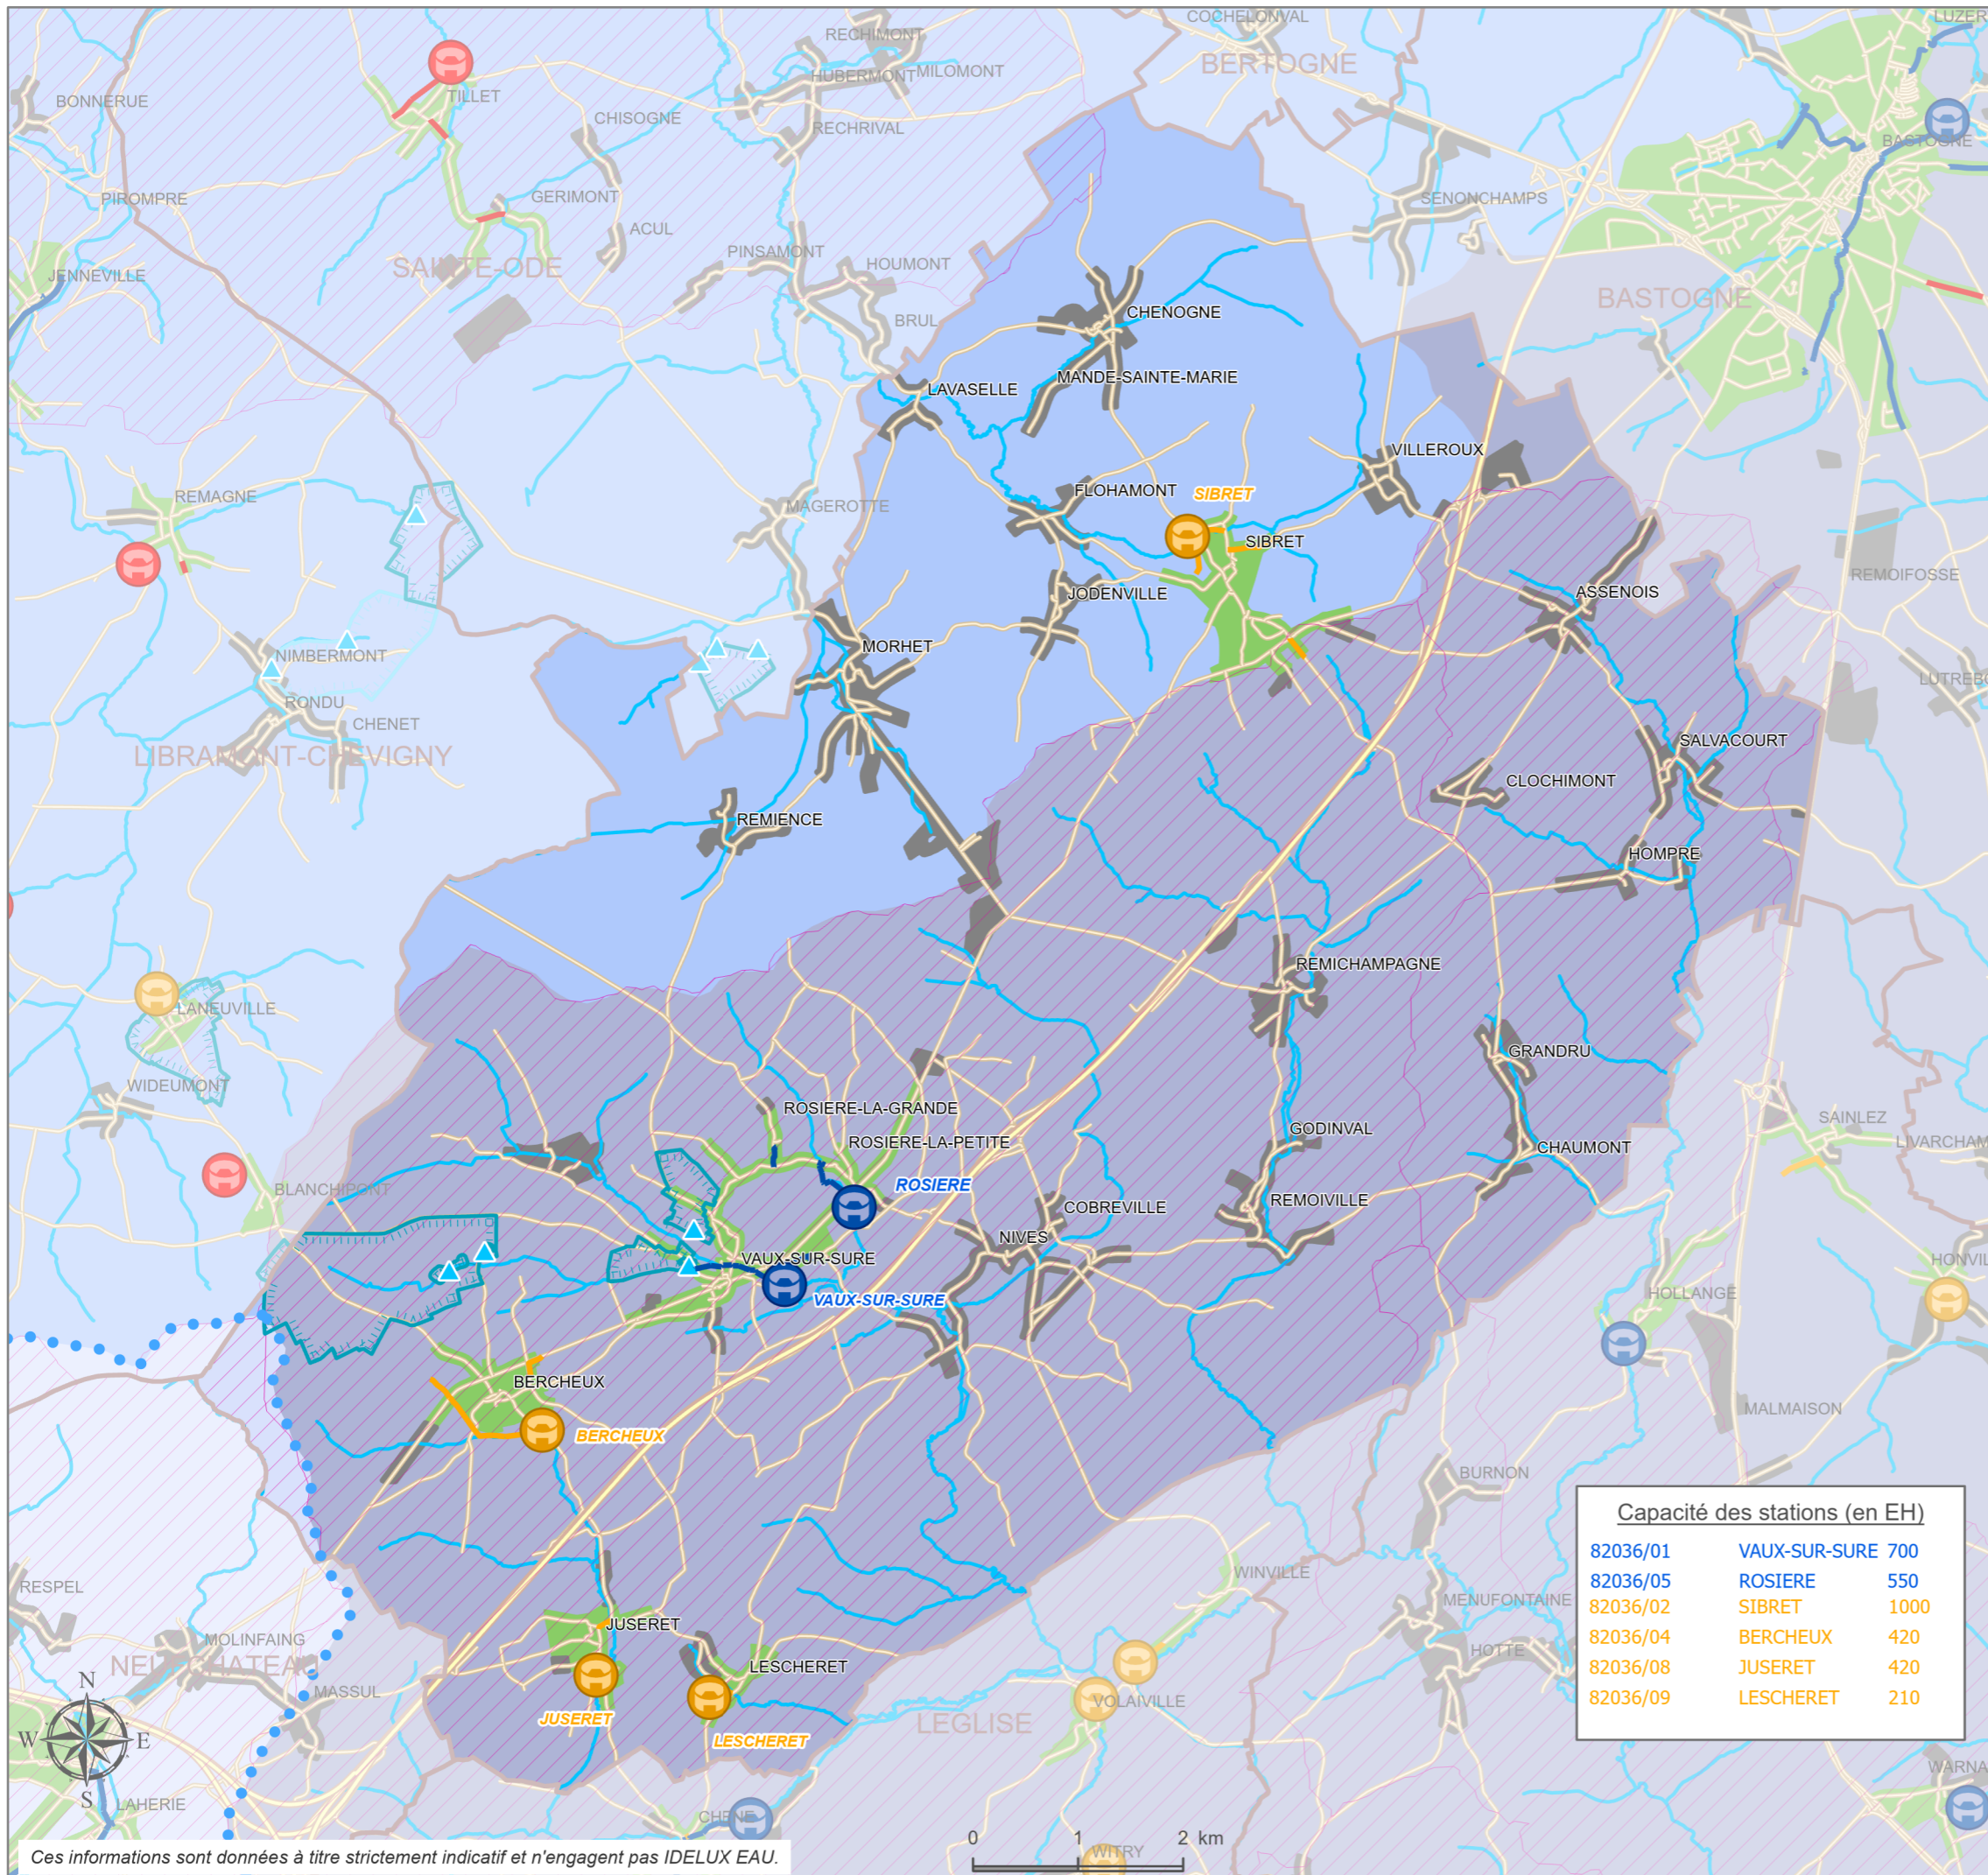 COCHELONVAL
LUZER
RECHIMONT
BERTOGNE
HUBERMONT
MILOMONT
BONNERUE
TILLET
CHISOGNE
RECHRIVAL
BASTOGNE
PIROMPRE
GERIMONT
SENONCHAMPS
ACUL
PINSAMONT
HOUMONT
SAINTE-ODE
JENNEVILLE
BASTOGNE
BRUL
CHENOGNE
MANDE-SAINTE-MARIE
LAVASELLE
VILLEROUX
FLOHAMONT
SIBRET
REMAGNE
MAGEROTTE
SIBRET
REMOIFOSSE
JODENVILLE
ASSENOIS
MORHET
NIMBERMONT
LUTREBO
RONDU
CHENET
LIBRAMONT-CHEVIGNY
SALVACOURT
CLOCHIMONT
REMIENCE
HOMPRE
REMICHAMPAGNE
LANEUVILLE
GRANDRU
WIDEUMONT
ROSIERE-LA-GRANDE
SAINLEZ
GODINVAL
ROSIERE-LA-PETITE
LIVARCHAM
CHAUMONT
ROSIERE
BLANCHIPONT
REMOIVILLE
COBREVILLE
NIVES
VAUX-SUR-SURE
HONVIL
HOLLANGE
VAUX-SUR-SURE
BERCHEUX
MALMAISON
BERCHEUX
BURNON
Capacité des stations (en EH)
82036/01 VAUX-SUR-SURE 700
82036/05 ROSIERE 550
82036/02 SIBRET 1000
82036/04 BERCHEUX 420
82036/08 JUSERET 420
82036/09 LESCHERET 210
WINVILLE
RESPEL
MENUFONTAINE
JUSERET
MOLINFAING
HOTTE
NEUFCHATEAU
LESCHERET
MASSUL
VOLAIVILLE
JUSERET
LEGLISE
LESCHERET
N
W
E
S
WARNA
LAHERIE
CHENE
0 1 2 km
WITRY
Ces informations sont données à titre strictement indicatif et n'engagent pas IDELUX EAU.